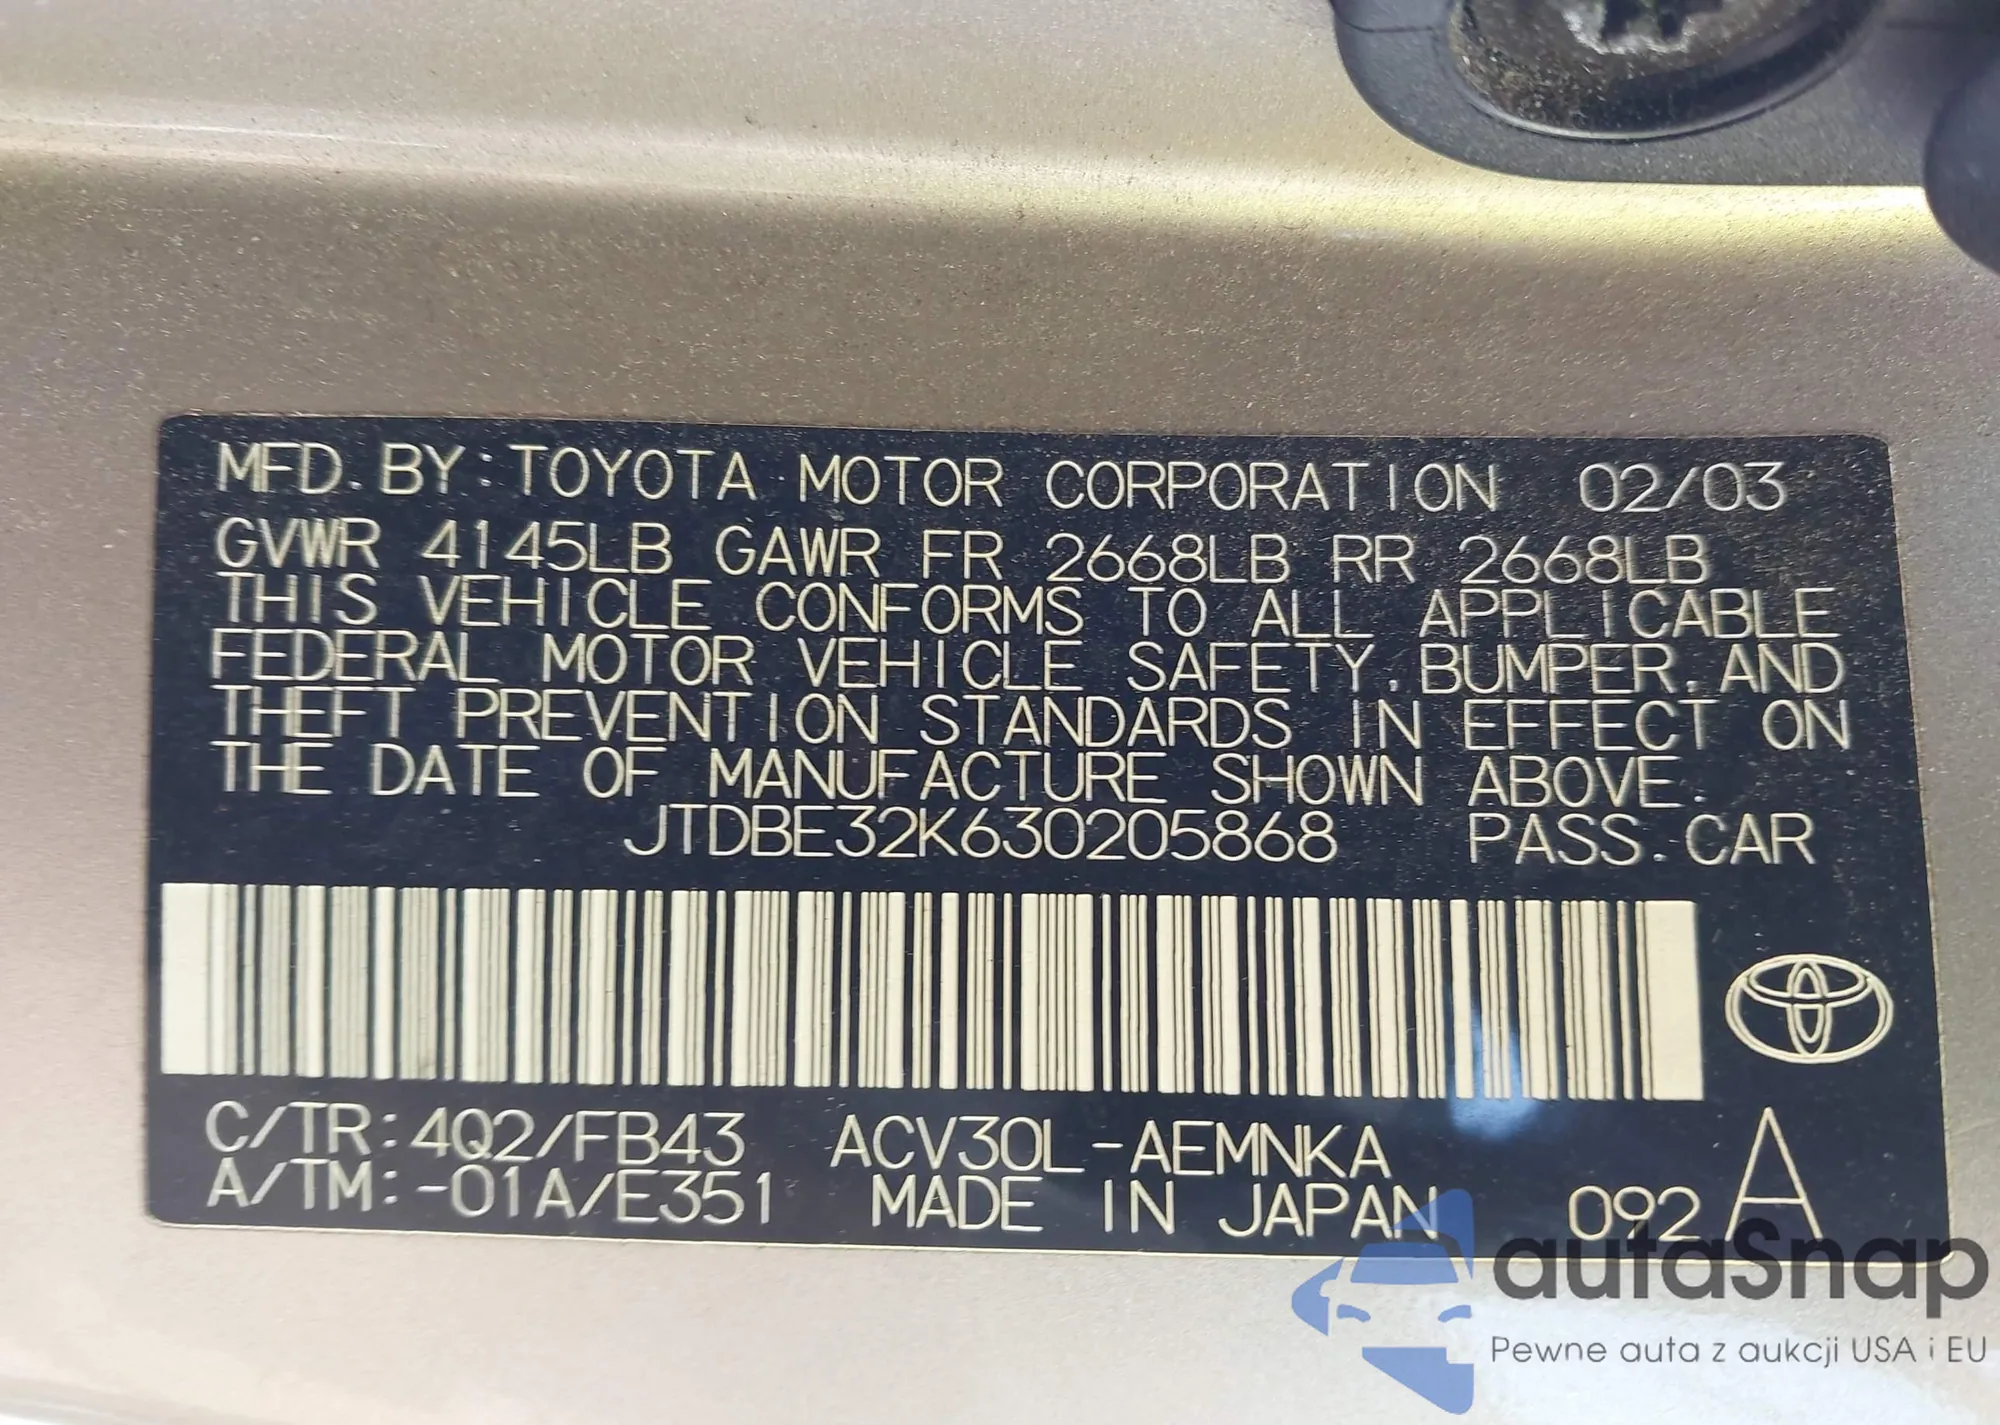 MFD. BY: TOYOTA MOTOR CORPORATION 02/03
GVWR 4145LB GAWR FR 2668LB RR 2668LB
THIS VEHICLE CONFORMS TO ALL APPLICABLE
FEDERAL MOTOR VEHICLE SAFETY, BUMPER, AND
THEFT PREVENTION STANDARDS IN EFFECT ON
THE DATE OF MANUFACTURE SHOWN ABOVE.
JTDBE32K630205868 PASS. CAR
C/TR: 4Q2/FB43 ACV30L-AEMNKA
A/TM: -01A/E351 MADE IN JAPAN 092 A
autaSnap
Pewne auta z aukcji USA i EU